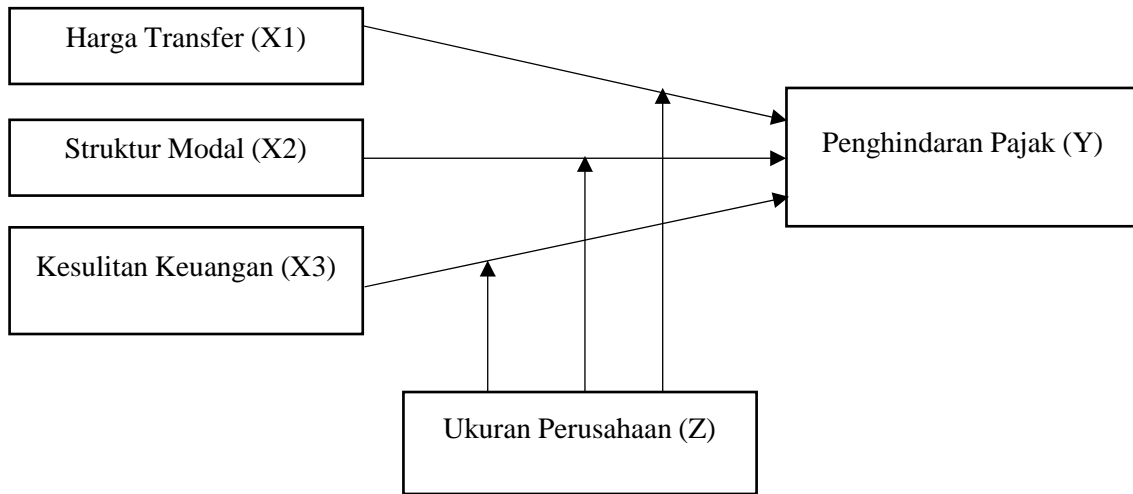 Harga Transfer (X1)
Struktur Modal (X2)
Penghindaran Pajak (Y)
Kesulitan Keuangan (X3)
Ukuran Perusahaan (Z)